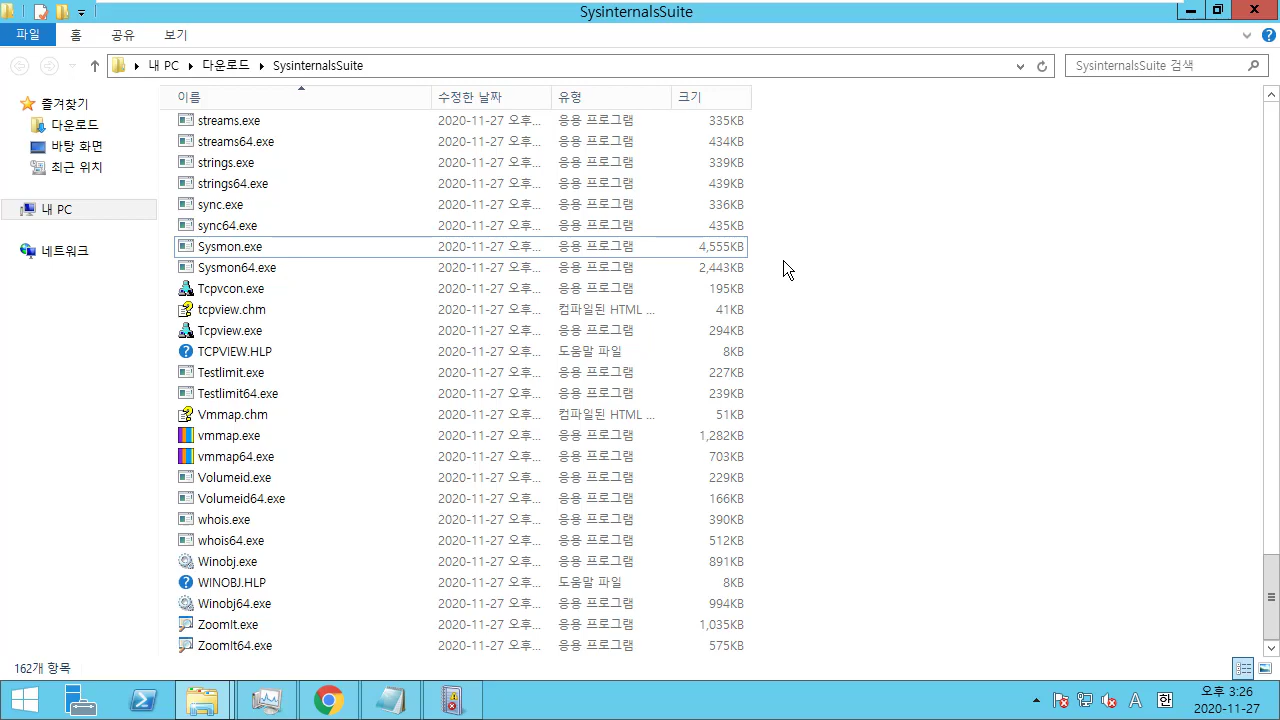 SysinternalsSuite
파일 홈 공유 보기
내 PC 다운로드 SysinternalsSuite SysinternalsSuite 검색
즐겨찾기
다운로드
바탕 화면
최근 위치
내 PC
네트워크
이름 수정한 날짜 유형 크기
streams.exe 2020-11-27 오후... 응용 프로그램 335KB
streams64.exe 2020-11-27 오후... 응용 프로그램 434KB
strings.exe 2020-11-27 오후... 응용 프로그램 339KB
strings64.exe 2020-11-27 오후... 응용 프로그램 439KB
sync.exe 2020-11-27 오후... 응용 프로그램 336KB
sync64.exe 2020-11-27 오후... 응용 프로그램 435KB
Sysmon.exe 2020-11-27 오후... 응용 프로그램 4,555KB
Sysmon64.exe 2020-11-27 오후... 응용 프로그램 2,443KB
Tcpvcon.exe 2020-11-27 오후... 응용 프로그램 195KB
tcpview.chm 2020-11-27 오후... 컴파일된 HTML ... 41KB
Tcpview.exe 2020-11-27 오후... 응용 프로그램 294KB
TCPVIEW.HLP 2020-11-27 오후... 도움말 파일 8KB
Testlimit.exe 2020-11-27 오후... 응용 프로그램 227KB
Testlimit64.exe 2020-11-27 오후... 응용 프로그램 239KB
Vmmap.chm 2020-11-27 오후... 컴파일된 HTML ... 51KB
vmmap.exe 2020-11-27 오후... 응용 프로그램 1,282KB
vmmap64.exe 2020-11-27 오후... 응용 프로그램 703KB
Volumeid.exe 2020-11-27 오후... 응용 프로그램 229KB
Volumeid64.exe 2020-11-27 오후... 응용 프로그램 166KB
whois.exe 2020-11-27 오후... 응용 프로그램 390KB
whois64.exe 2020-11-27 오후... 응용 프로그램 512KB
Winobj.exe 2020-11-27 오후... 응용 프로그램 891KB
WINOBJ.HLP 2020-11-27 오후... 도움말 파일 8KB
Winobj64.exe 2020-11-27 오후... 응용 프로그램 994KB
ZoomIt.exe 2020-11-27 오후... 응용 프로그램 1,035KB
ZoomIt64.exe 2020-11-27 오후... 응용 프로그램 575KB
162개 항목
A 한 오후 3:26
2020-11-27